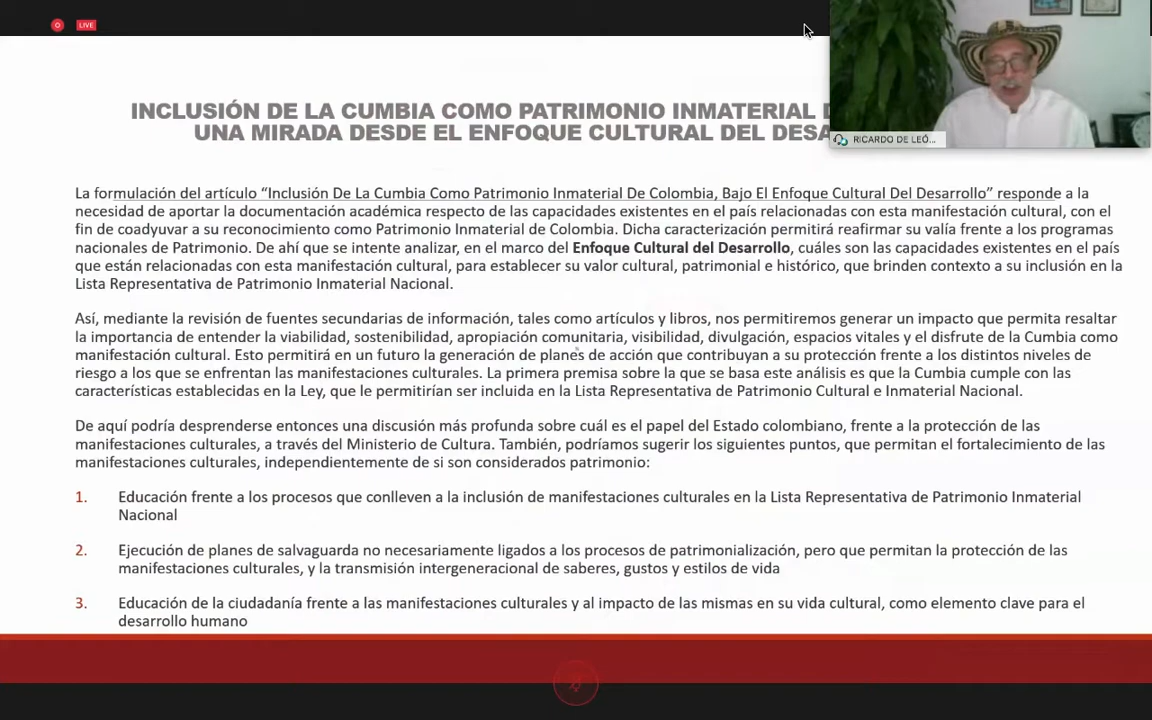 LIVE
INCLUSIÓN DE LA CUMBIA COMO PATRIMONIO INMATERIAL
UNA MIRADA DESDE EL ENFOQUE CULTURAL DEL DESA
RICARDO DE LEÓ...
La formulación del artículo “Inclusión De La Cumbia Como Patrimonio Inmaterial De Colombia, Bajo El Enfoque Cultural Del Desarrollo” responde a la
necesidad de aportar la documentación académica respecto de las capacidades existentes en el país relacionadas con esta manifestación cultural, con el
fin de coadyuvar a su reconocimiento como Patrimonio Inmaterial de Colombia. Dicha caracterización permitirá reafirmar su valía frente a los programas
nacionales de Patrimonio. De ahí que se intente analizar, en el marco del Enfoque Cultural del Desarrollo, cuáles son las capacidades existentes en el país
que están relacionadas con esta manifestación cultural, para establecer su valor cultural, patrimonial e histórico, que brinden contexto a su inclusión en la
Lista Representativa de Patrimonio Inmaterial Nacional.
Así, mediante la revisión de fuentes secundarias de información, tales como artículos y libros, nos permitiremos generar un impacto que permita resaltar
la importancia de entender la viabilidad, sostenibilidad, apropiación comunitaria, visibilidad, divulgación, espacios vitales y el disfrute de la Cumbia como
manifestación cultural. Esto permitirá en un futuro la generación de planes de acción que contribuyan a su protección frente a los distintos niveles de
riesgo a los que se enfrentan las manifestaciones culturales. La primera premisa sobre la que se basa este análisis es que la Cumbia cumple con las
características establecidas en la Ley, que le permitirían ser incluida en la Lista Representativa de Patrimonio Cultural e Inmaterial Nacional.
De aquí podría desprenderse entonces una discusión más profunda sobre cuál es el papel del Estado colombiano, frente a la protección de las
manifestaciones culturales, a través del Ministerio de Cultura. También, podríamos sugerir los siguientes puntos, que permitan el fortalecimiento de las
manifestaciones culturales, independientemente de si son considerados patrimonio:
1. Educación frente a los procesos que conlleven a la inclusión de manifestaciones culturales en la Lista Representativa de Patrimonio Inmaterial
Nacional
2. Ejecución de planes de salvaguarda no necesariamente ligados a los procesos de patrimonialización, pero que permitan la protección de las
manifestaciones culturales, y la transmisión intergeneracional de saberes, gustos y estilos de vida
3. Educación de la ciudadanía frente a las manifestaciones culturales y al impacto de las mismas en su vida cultural, como elemento clave para el
desarrollo humano